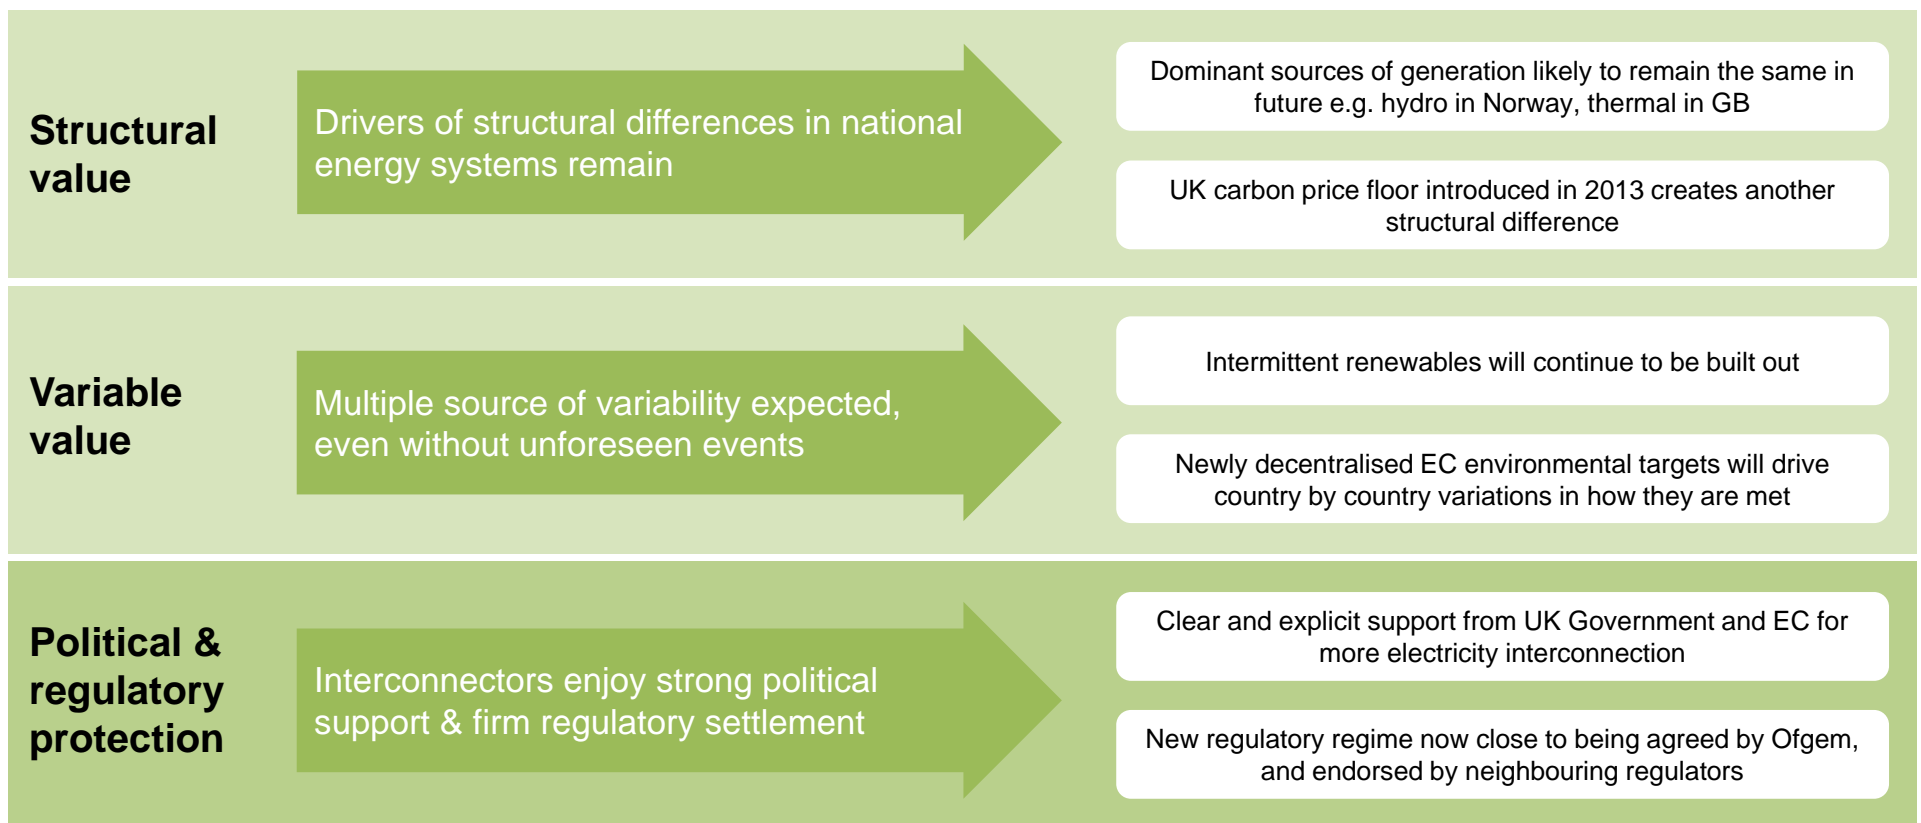 Structural
value
Drivers of structural differences in national
energy systems remain
Dominant sources of generation likely to remain the same in
future e.g. hydro in Norway, thermal in GB
UK carbon price floor introduced in 2013 creates another
structural difference
Variable
value
Multiple source of variability expected,
even without unforeseen events
Intermittent renewables will continue to be built out
Newly decentralised EC environmental targets will drive
country by country variations in how they are met
Political &
regulatory
protection
Interconnectors enjoy strong political
support & firm regulatory settlement
Clear and explicit support from UK Government and EC for
more electricity interconnection
New regulatory regime now close to being agreed by Ofgem,
and endorsed by neighbouring regulators